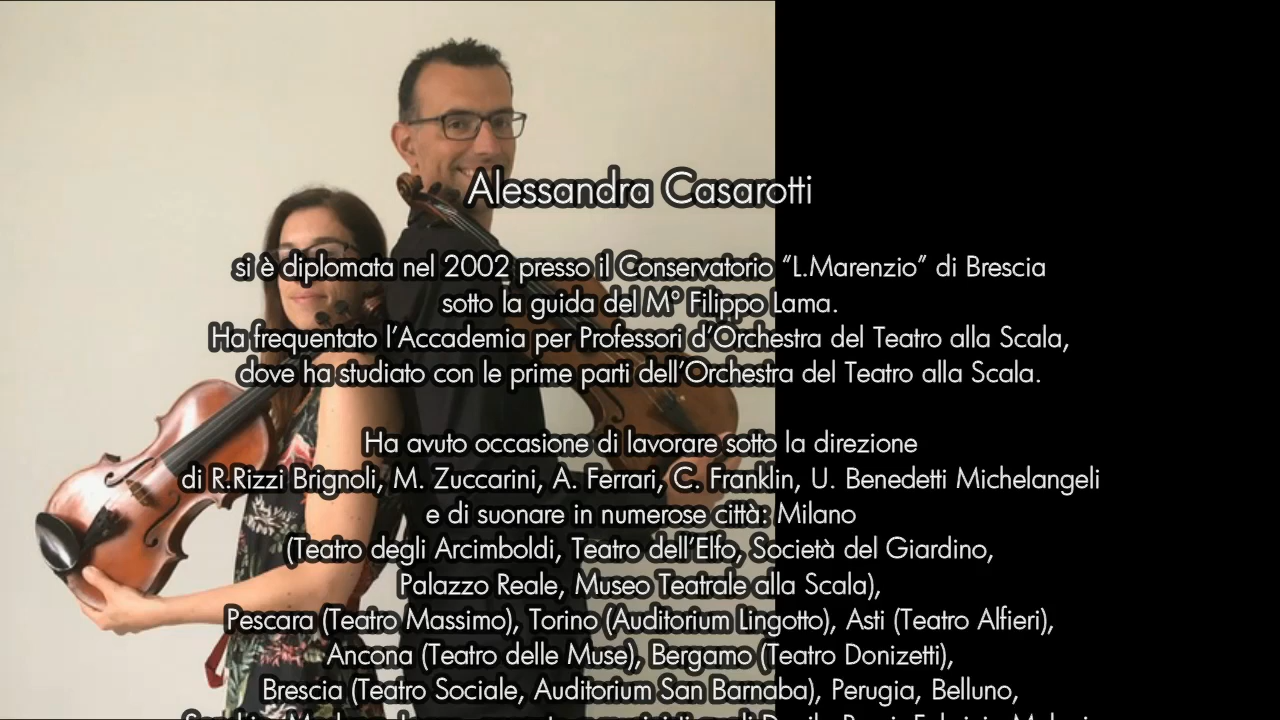 Alessandra Casarotti
si è diplomata nel 2002 presso il Conservatorio “L.Marenzio” di Brescia
sotto la guida del M° Filippo Lama.
Ha frequentato l’Accademia per Professori d’Orchestra del Teatro alla Scala,
dove ha studiato con le prime parti dell’Orchestra del Teatro alla Scala.
Ha avuto occasione di lavorare sotto la direzione
di R.Rizzi Brignoli, M. Zuccarini, A. Ferrari, C. Franklin, U. Benedetti Michelangeli
e di suonare in numerose città: Milano
(Teatro degli Arcimboldi, Teatro dell’Elfo, Società del Giardino,
Palazzo Reale, Museo Teatrale alla Scala),
Pescara (Teatro Massimo), Torino (Auditorium Lingotto), Asti (Teatro Alfieri),
Ancona (Teatro delle Muse), Bergamo (Teatro Donizetti),
Brescia (Teatro Sociale, Auditorium San Barnaba), Perugia, Belluno,